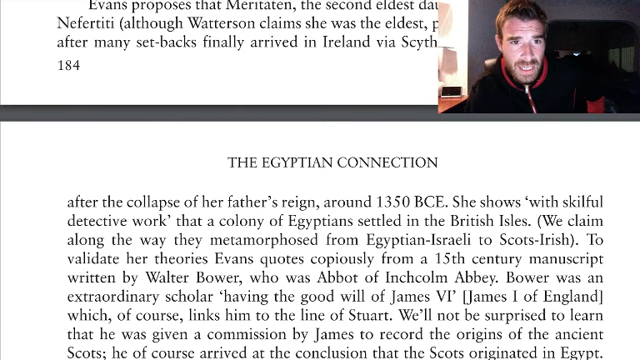 Evans proposes that Meritaten, the second eldest dau
Nefertiti (although Watterson claims she was the eldest, p
after many set-backs finally arrived in Ireland via Scyth
184
THE EGYPTIAN CONNECTION
after the collapse of her father's reign, around 1350 BCE. She shows 'with skilful
detective work' that a colony of Egyptians settled in the British Isles. (We claim
along the way they metamorphosed from Egyptian-Israeli to Scots-Irish). To
validate her theories Evans quotes copiously from a 15th century manuscript
written by Walter Bower, who was Abbot of Inchcolm Abbey. Bower was an
extraordinary scholar 'having the good will of James VI' [James I of England]
which, of course, links him to the line of Stuart. We'll not be surprised to learn
that he was given a commission by James to record the origins of the ancient
Scots; he of course arrived at the conclusion that the Scots originated in Egypt.